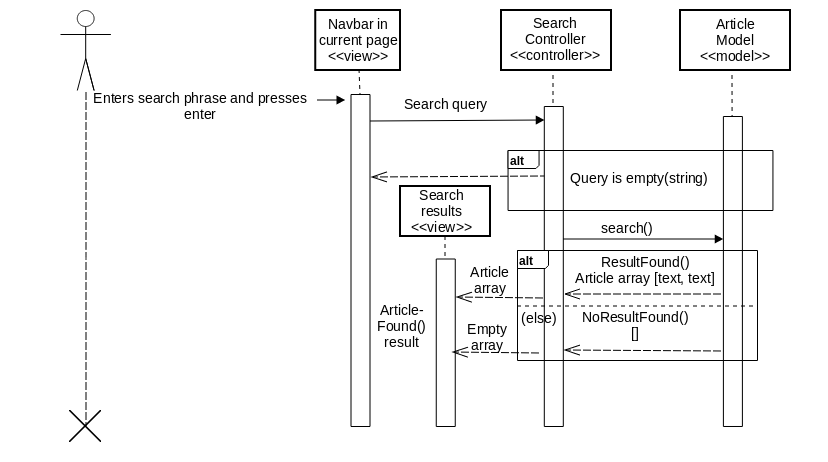 Navbar in
current page
<<view>>
Search
Controller
<<controller>>
Article
Model
<<model>>
Enters search phrase and presses
enter
Search query
alt
Query is empty(string)
Search
results
<<view>>
search()
alt
ResultFound()
Article array [text, text]
Article
array
Article-
Found()
result
(else)
NoResultFound()
[]
Empty
array